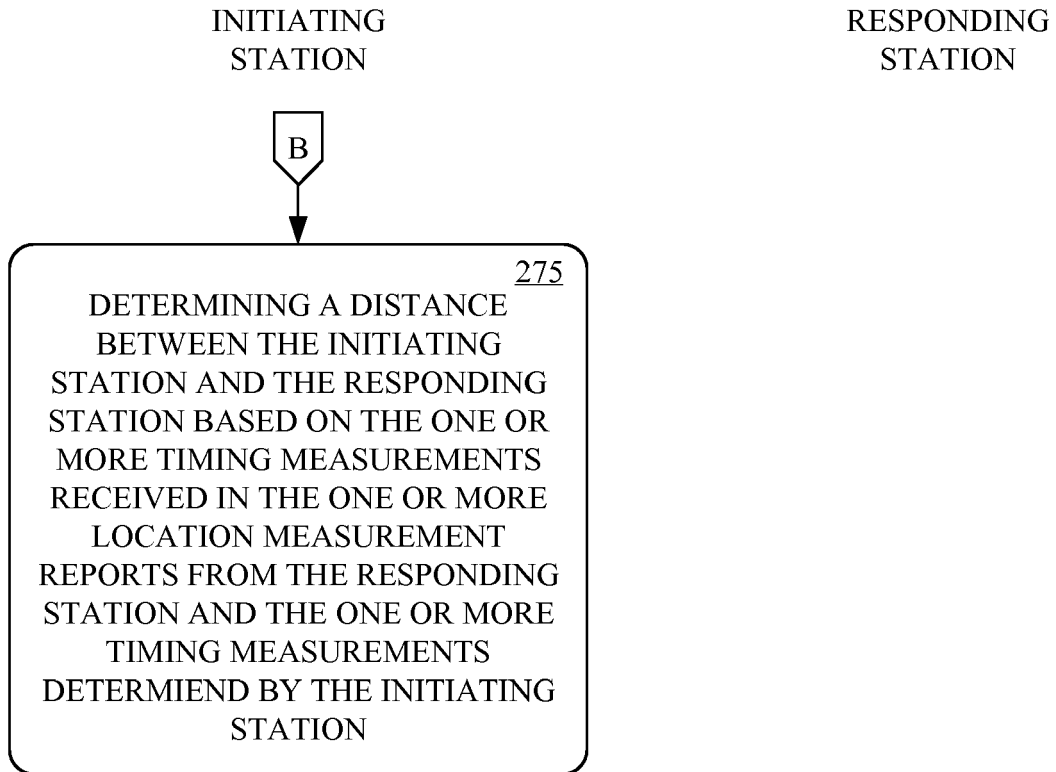 INITIATING
STATION
RESPONDING
STATION
B
275
DETERMINING A DISTANCE
BETWEEN THE INITIATING
STATION AND THE RESPONDING
STATION BASED ON THE ONE OR
MORE TIMING MEASUREMENTS
RECEIVED IN THE ONE OR MORE
LOCATION MEASUREMENT
REPORTS FROM THE RESPONDING
STATION AND THE ONE OR MORE
TIMING MEASUREMENTS
DETERMIEND BY THE INITIATING
STATION